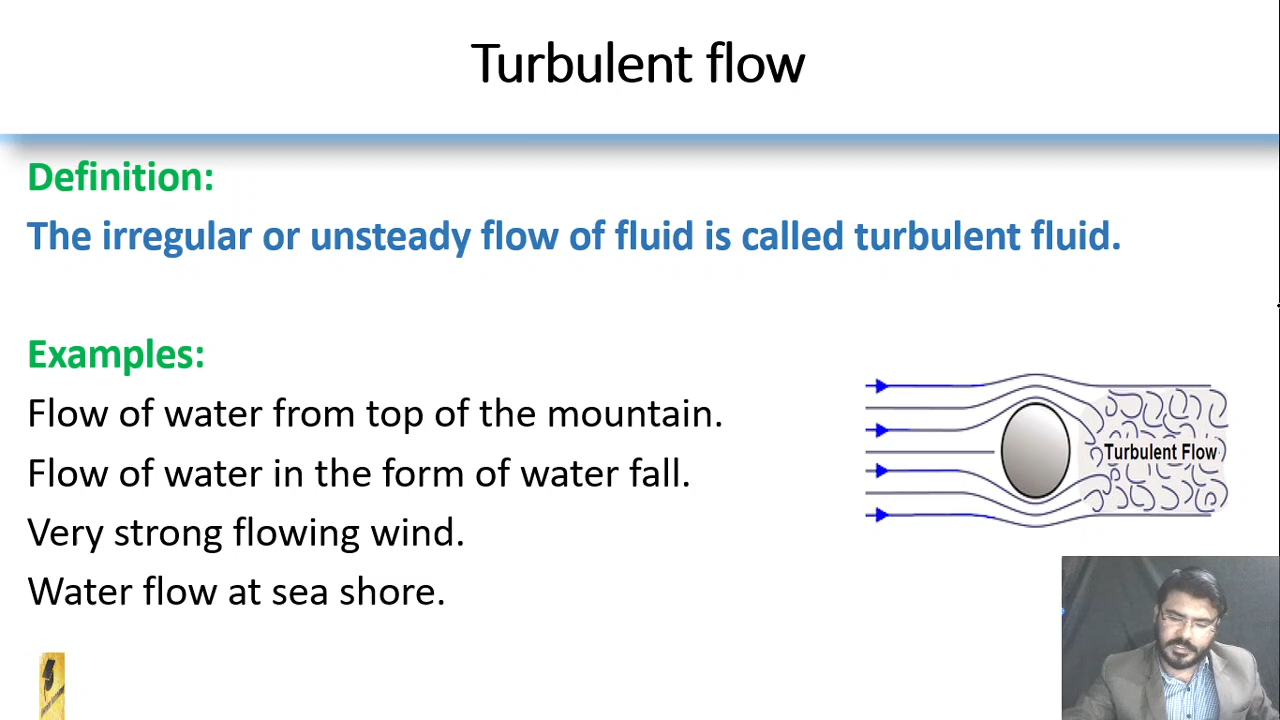 Turbulent flow
Definition:
The irregular or unsteady flow of fluid is called turbulent fluid.
Examples:
Flow of water from top of the mountain.
Flow of water in the form of water fall.
Very strong flowing wind.
Water flow at sea shore.
Turbulent Flow